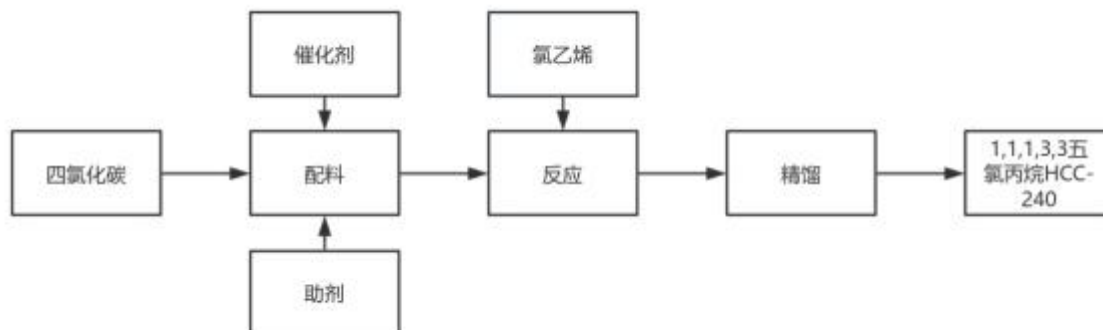 催化剂
氯乙烯
四氯化碳
配料
反应
精馏
1,1,1,3,3五
氯丙烷HCC-
240
助剂